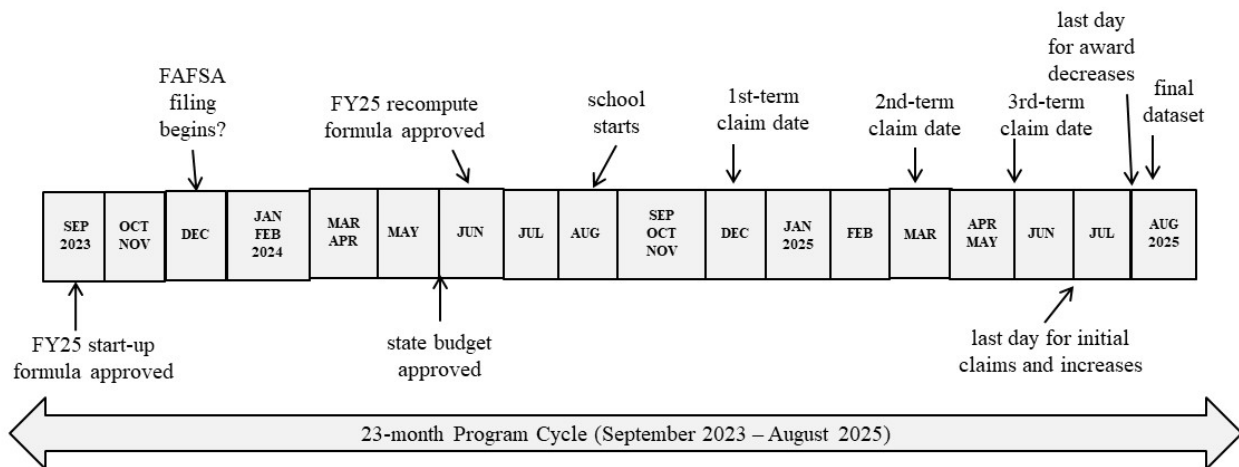 FAFSA
filing
begins?
FY25 recompute
formula approved
school
starts
1st-term
claim date
2nd-term
claim date
3rd-term
claim date
last day
for award
decreases
final
dataset
SEP
2023
OCT
NOV
DEC
JAN
FEB
2024
MAR
APR
MAY
JUN
JUL
AUG
SEP
OCT
NOV
DEC
JAN
2025
FEB
MAR
APR
MAY
JUN
JUL
AUG
2025
FY25 start-up
formula approved
state budget
approved
last day for initial
claims and increases
23-month Program Cycle (September 2023 – August 2025)